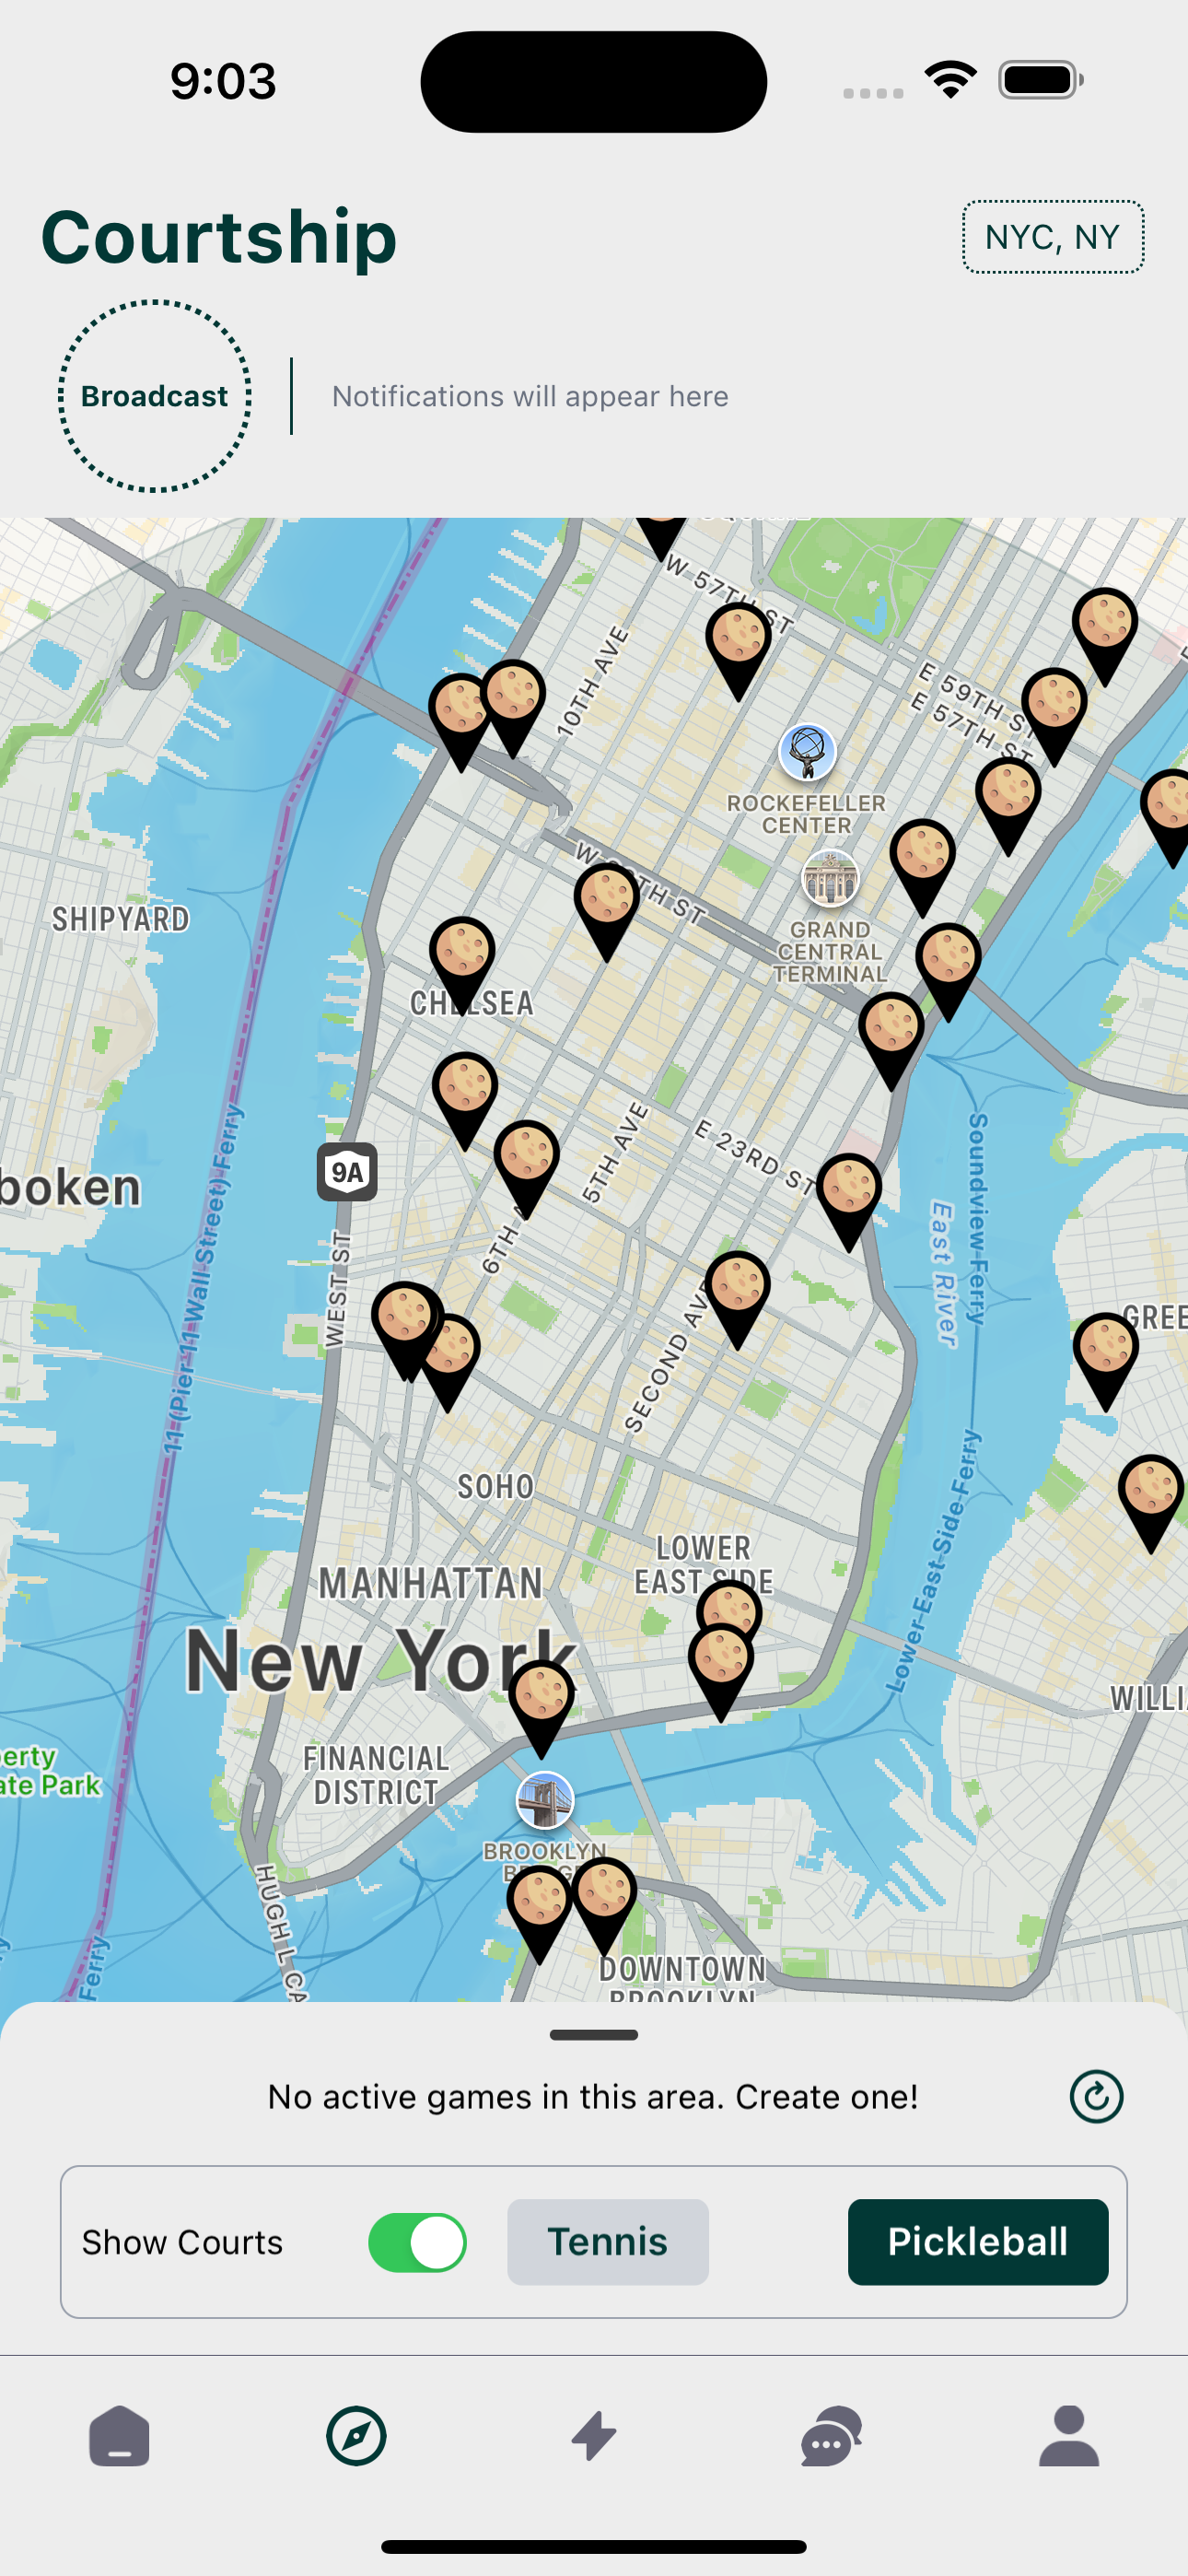 9:03
Courtship
NYC, NY
Broadcast
Notifications will appear here
W 57TH ST
10TH AVE
E 59TH ST
E 57TH ST
ROCKEFELLER
CENTER
GRAND
CENTRAL
TERMINAL
SHIPYARD
CHELSEA
5TH AVE
E 23RD ST
9A
boken
6TH A
WEST ST
11 (Pier 11 Wall Street) Ferry
Soundview Ferry
East River
GREE
SECOND AVE
SOHO
LOWER
EAST SIDE
MANHATTAN
New York
Lower East Side Ferry
WILLI
erty
ate Park
FINANCIAL
DISTRICT
BROOKLYN
HUGH L CA
Ferry
DOWNTOWN
BROOKLYN
No active games in this area. Create one!
Show Courts
Tennis
Pickleball